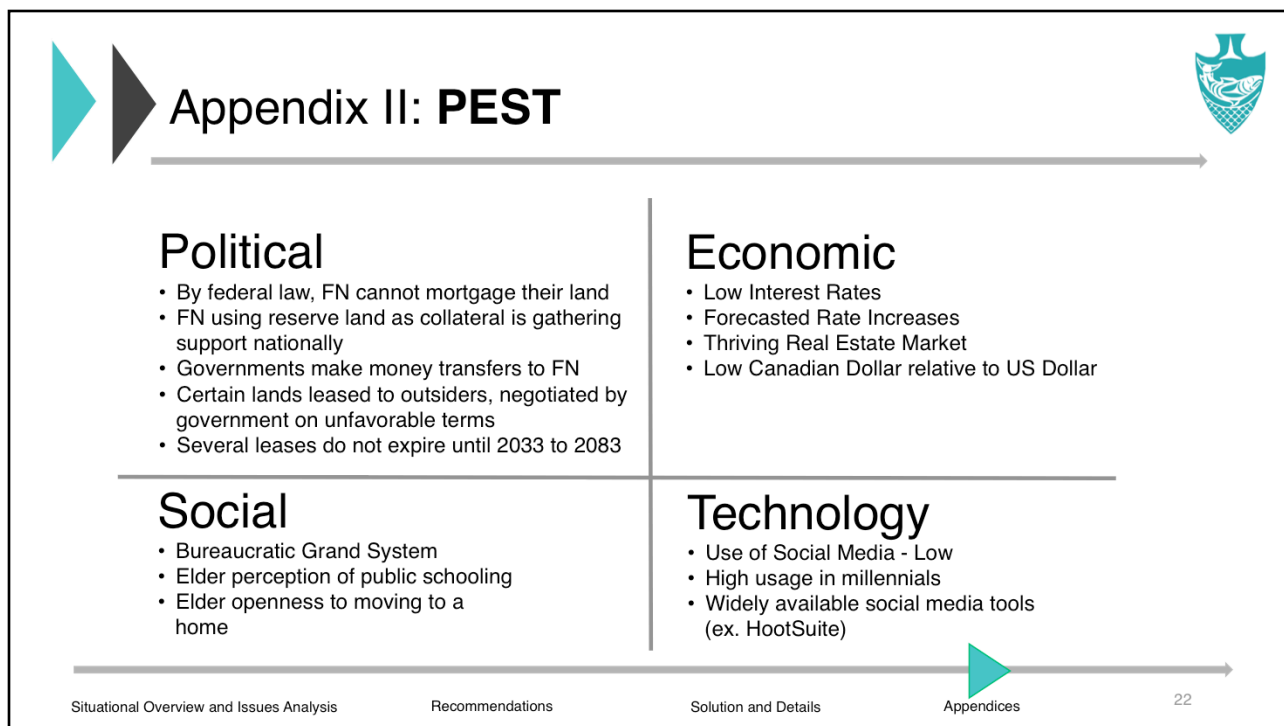 Appendix II: PEST
Political
• By federal law, FN cannot mortgage their land
• FN using reserve land as collateral is gathering
support nationally
• Governments make money transfers to FN
• Certain lands leased to outsiders, negotiated by
government on unfavorable terms
• Several leases do not expire until 2033 to 2083
Economic
• Low Interest Rates
• Forecasted Rate Increases
• Thriving Real Estate Market
• Low Canadian Dollar relative to US Dollar
Social
• Bureaucratic Grand System
• Elder perception of public schooling
• Elder openness to moving to a
home
Technology
• Use of Social Media - Low
• High usage in millennials
• Widely available social media tools
(ex. HootSuite)
Situational Overview and Issues Analysis
Recommendations
Solution and Details
Appendices
22